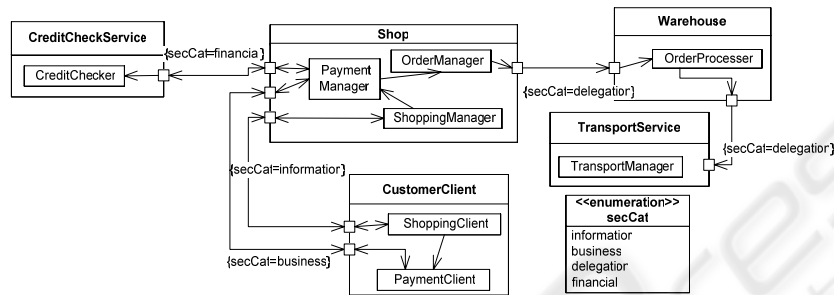 CreditCheckService
CreditChecker
{secCat=financia
Shop
Payment
Manager
OrderManager
ShoppingManager
{secCat=delegatior
Warehouse
OrderProcesser
TransportService
TransportManager
{secCat=delegatior
{secCat=informatior
CustomerClient
ShoppingClient
PaymentClient
{secCat=business}
<<enumeration>>
secCat
informatior
business
delegatior
financial